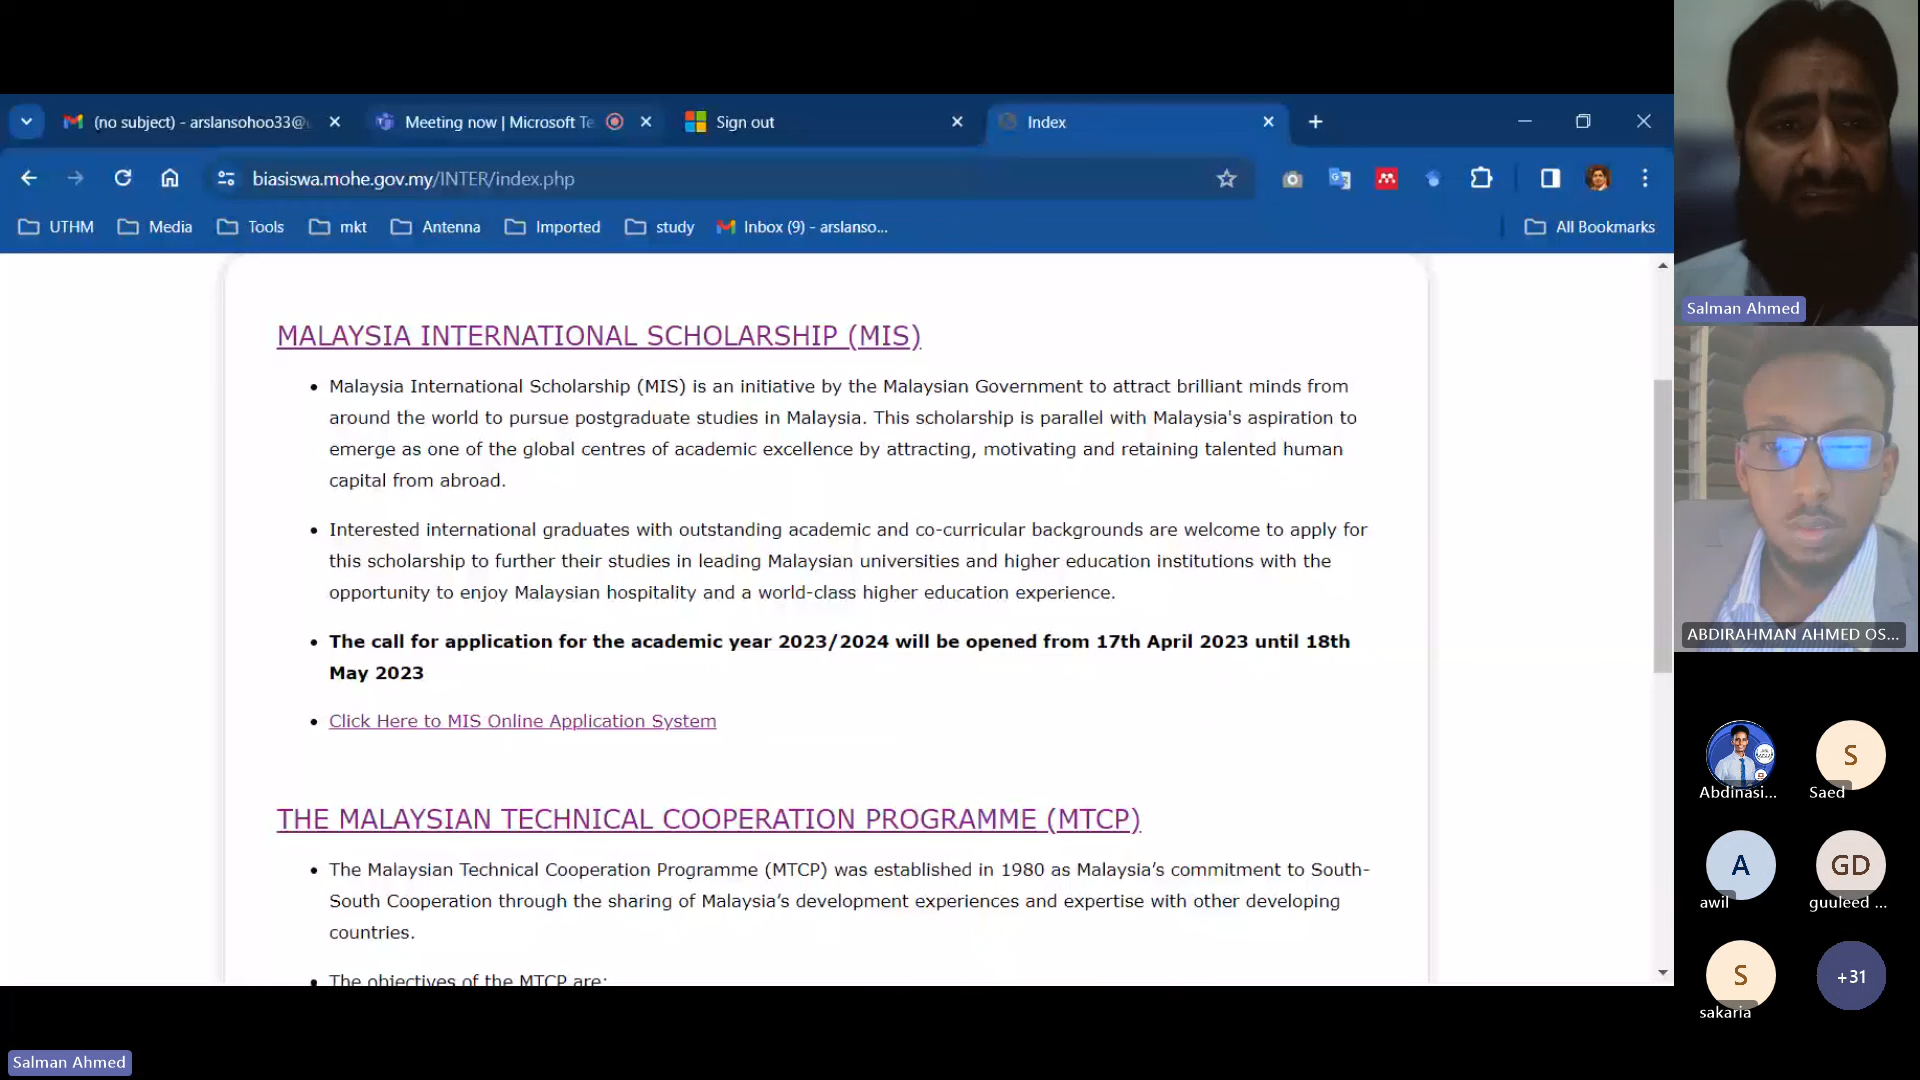 (no subject) - arslansohoo33@
Meeting now | Microsoft Te
Sign out
Index
biasiswa.mohe.gov.my/INTER/index.php
UTHM
Media
Tools
mkt
Antenna
Imported
study
Inbox (9) - arslanso...
All Bookmarks
MALAYSIA INTERNATIONAL SCHOLARSHIP (MIS)
• Malaysia International Scholarship (MIS) is an initiative by the Malaysian Government to attract brilliant minds from
around the world to pursue postgraduate studies in Malaysia. This scholarship is parallel with Malaysia's aspiration to
emerge as one of the global centres of academic excellence by attracting, motivating and retaining talented human
capital from abroad.
• Interested international graduates with outstanding academic and co-curricular backgrounds are welcome to apply for
this scholarship to further their studies in leading Malaysian universities and higher education institutions with the
opportunity to enjoy Malaysian hospitality and a world-class higher education experience.
• The call for application for the academic year 2023/2024 will be opened from 17th April 2023 until 18th
May 2023
• Click Here to MIS Online Application System
THE MALAYSIAN TECHNICAL COOPERATION PROGRAMME (MTCP)
• The Malaysian Technical Cooperation Programme (MTCP) was established in 1980 as Malaysia’s commitment to South-
South Cooperation through the sharing of Malaysia’s development experiences and expertise with other developing
countries.
• The objectives of the MTCP are:
Salman Ahmed
ABDIRAHMAN AHMED OS...
Abdinasi...
S
Saed
A
awil
GD
guuleed ...
S
sakaria
+31
Salman Ahmed